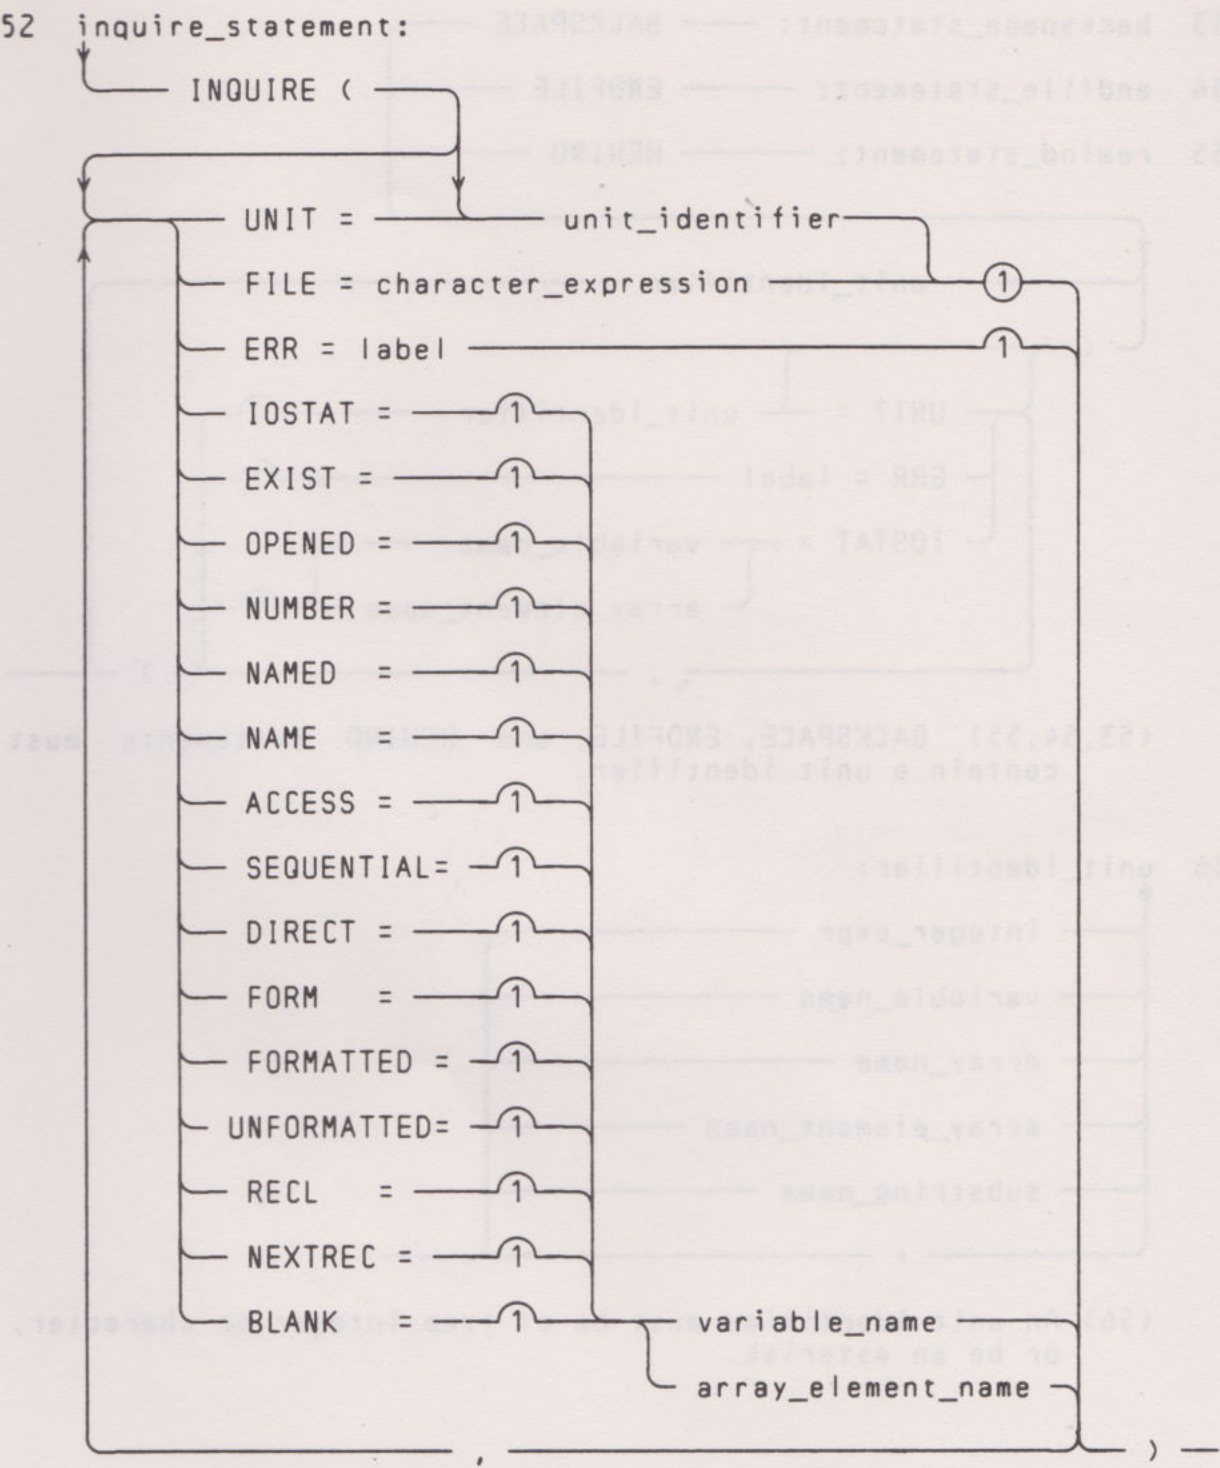 52 inquire_statement:
INQUIRE (
UNIT = unit_identifier
FILE = character_expression 1
ERR = label 1
IOSTAT = 1
EXIST = 1
OPENED = 1
NUMBER = 1
NAMED = 1
NAME = 1
ACCESS = 1
SEQUENTIAL= 1
DIRECT = 1
FORM = 1
FORMATTED = 1
UNFORMATTED= 1
RECL = 1
NEXTREC = 1
BLANK = 1 variable_name
array_element_name
, )